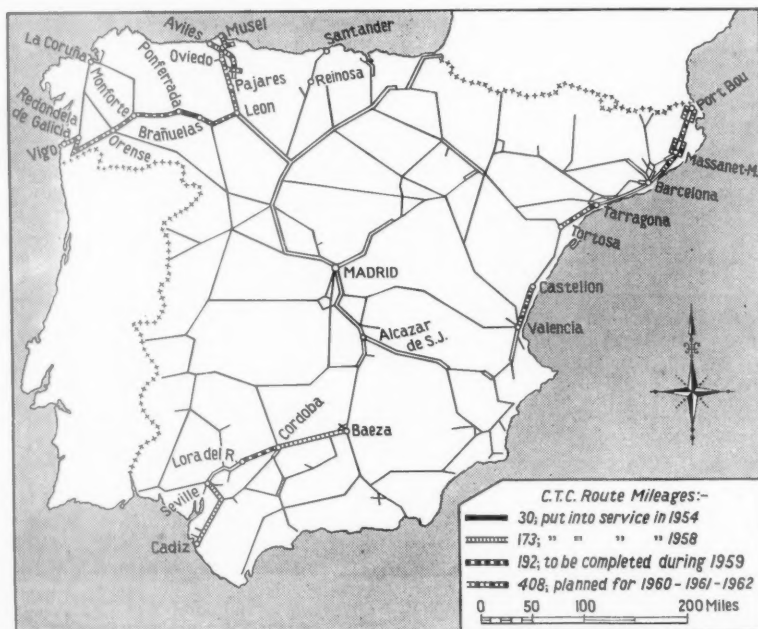 Aviles
Musel
La Coruña
Oviedo
Santander
Ponferrada
Monforte
Pajares
Reinosa
Leon
Redondela
de Galicia
Brañuelas
Vigo
Orense
Port Bou
Massanet-M.
Barcelona
Tarragona
Tortosa
MADRID
Castellon
Valencia
Alcazar
de S.J.
Cordoba
Baeza
Lora del R.
Seville
Cadiz
C.T.C. Route Mileages:-
30; put into service in 1954
173; " " " " 1958
192; to be completed during 1959
408; planned for 1960-1961-1962
0 50 100 200 Miles